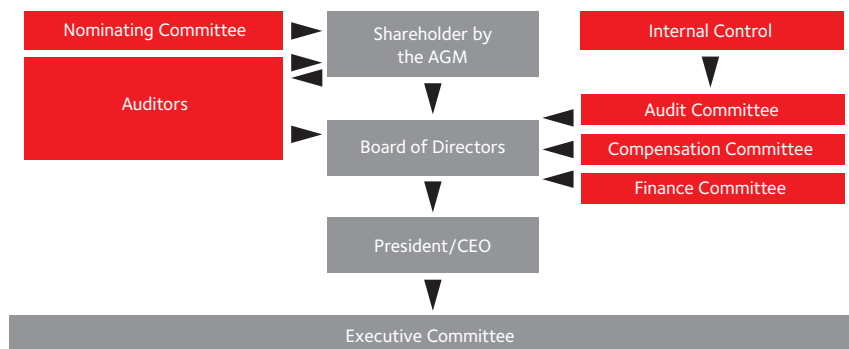 Nominating Committee
Shareholder by
the AGM
Internal Control
Auditors
Audit Committee
Board of Directors
Compensation Committee
Finance Committee
President/CEO
Executive Committee